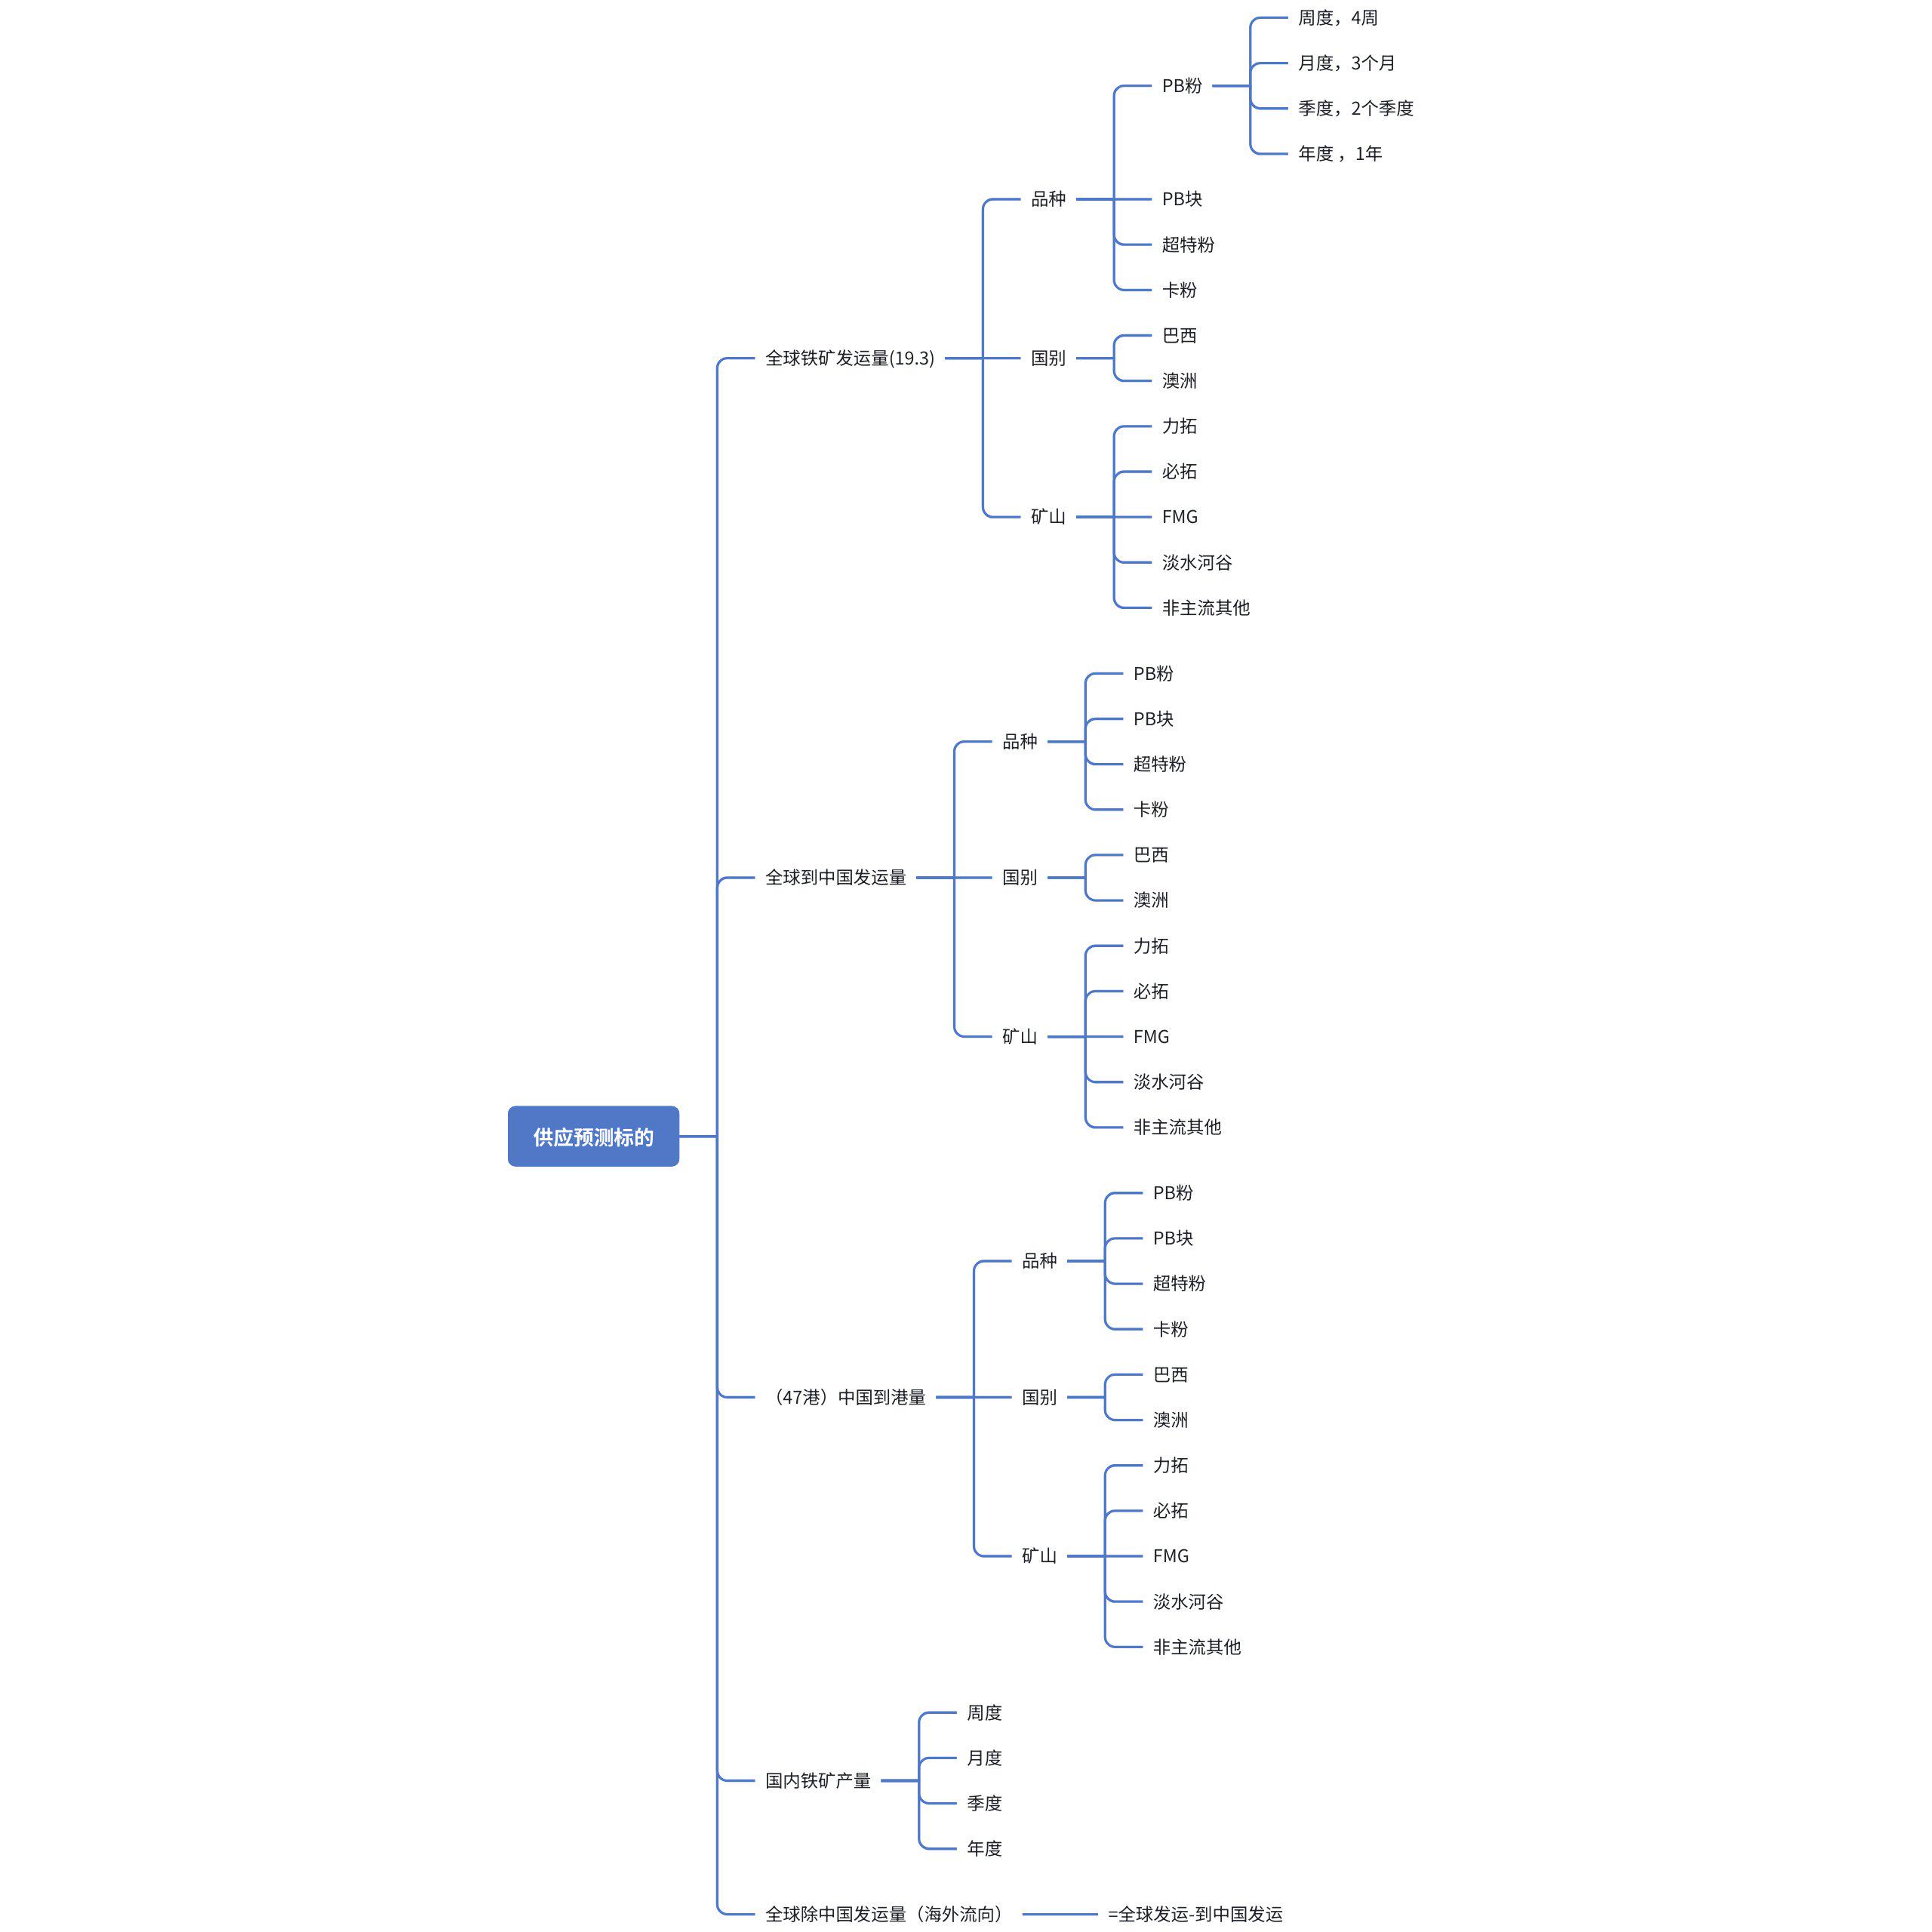 供应预测标的
全球铁矿发运量(19.3)
品种
PB粉
周度，4周
月度，3个月
季度，2个季度
年度 ，1年
PB块
超特粉
卡粉
国别
巴西
澳洲
矿山
力拓
必拓
FMG
淡水河谷
非主流其他
全球到中国发运量
品种
PB粉
PB块
超特粉
卡粉
国别
巴西
澳洲
矿山
力拓
必拓
FMG
淡水河谷
非主流其他
（47港）中国到港量
品种
PB粉
PB块
超特粉
卡粉
国别
巴西
澳洲
矿山
力拓
必拓
FMG
淡水河谷
非主流其他
国内铁矿产量
周度
月度
季度
年度
全球除中国发运量（海外流向）
=全球发运-到中国发运